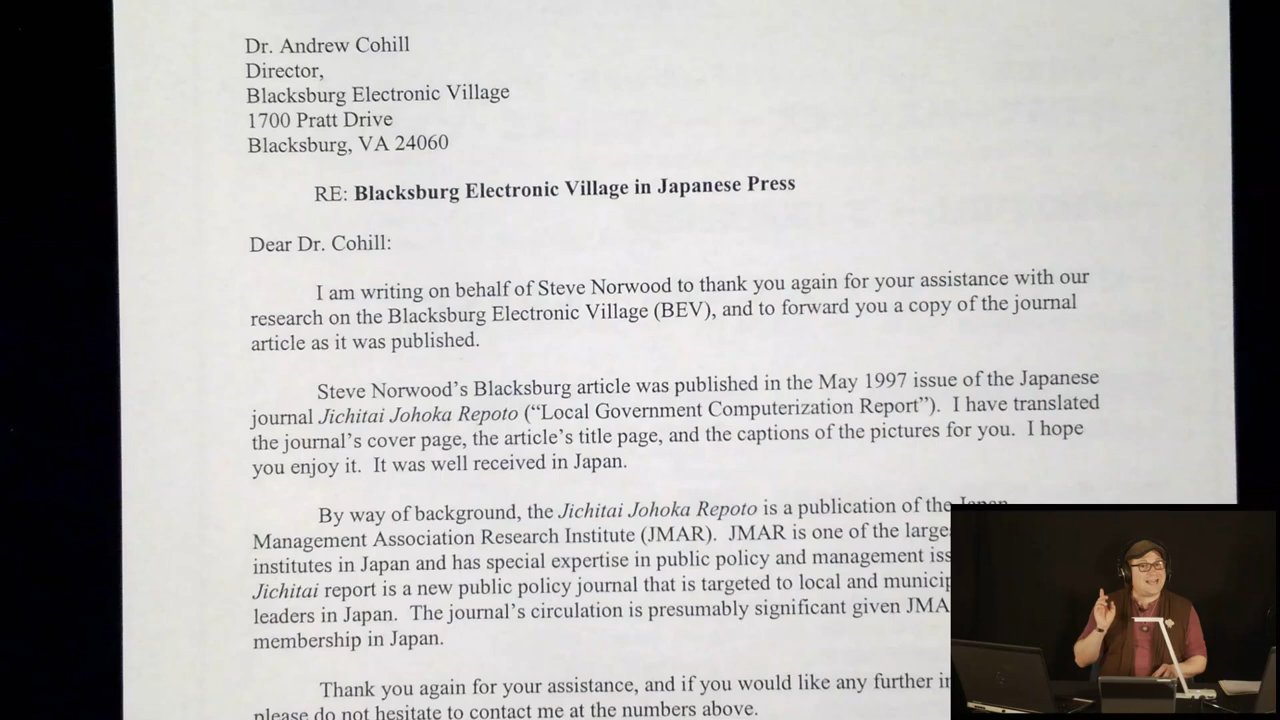 Dr. Andrew Cohill
Director,
Blacksburg Electronic Village
1700 Pratt Drive
Blacksburg, VA 24060
RE: Blacksburg Electronic Village in Japanese Press
Dear Dr. Cohill:
I am writing on behalf of Steve Norwood to thank you again for your assistance with our
research on the Blacksburg Electronic Village (BEV), and to forward you a copy of the journal
article as it was published.
Steve Norwood’s Blacksburg article was published in the May 1997 issue of the Japanese
journal Jichitai Johoka Repoto (“Local Government Computerization Report”). I have translated
the journal’s cover page, the article’s title page, and the captions of the pictures for you. I hope
you enjoy it. It was well received in Japan.
By way of background, the Jichitai Johoka Repoto is a publication of the Japan
Management Association Research Institute (JMAR). JMAR is one of the
institutes in Japan and has special expertise in public policy and management
Jichitai report is a new public policy journal that is targeted to local and
leaders in Japan. The journal’s circulation is presumably significant given
membership in Japan.
Thank you again for your assistance, and if you would like any further
please do not hesitate to contact me at the numbers above.